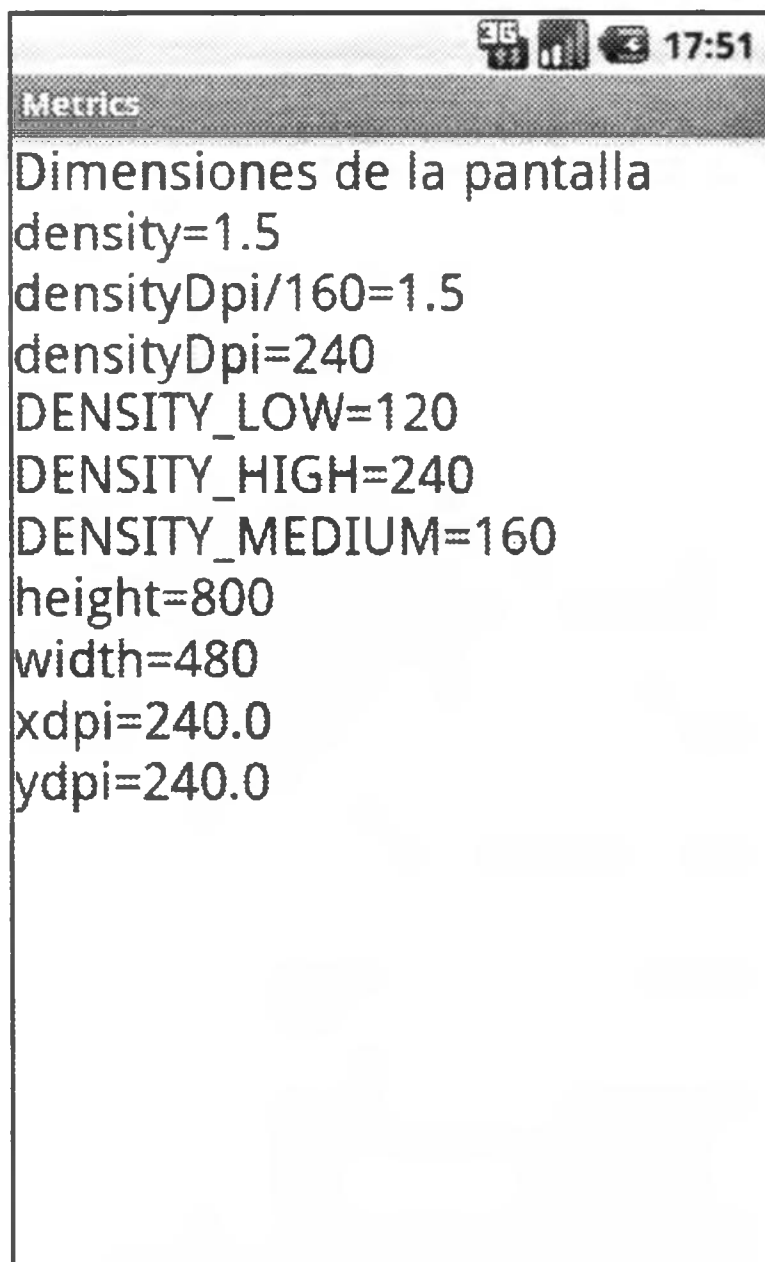 3G 17:51
Metrics
Dimensiones de la pantalla
density=1.5
densityDpi/160=1.5
densityDpi=240
DENSITY_LOW=120
DENSITY_HIGH=240
DENSITY_MEDIUM=160
height=800
width=480
xdpi=240.0
ydpi=240.0